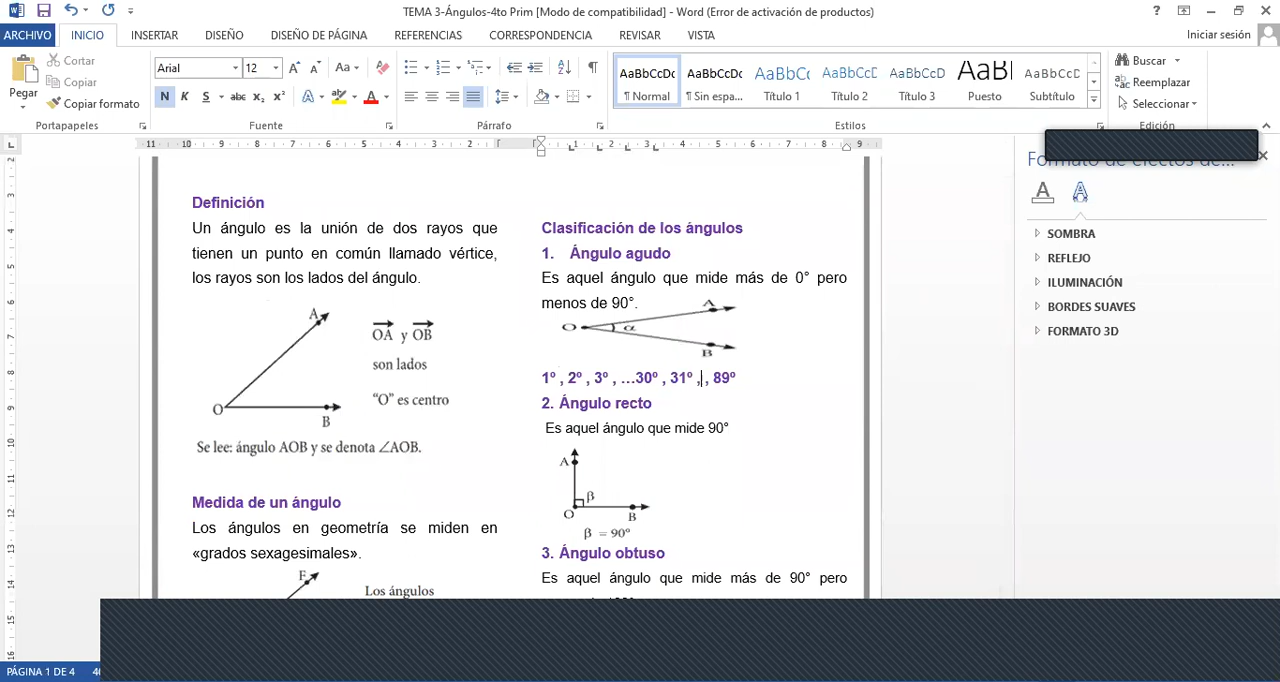 TEMA 3-Ángulos-4to Prim [Modo de compatibilidad] - Word (Error de activación de productos)
ARCHIVO INICIO INSERTAR DISEÑO DISEÑO DE PÁGINA REFERENCIAS CORRESPONDENCIA REVISAR VISTA Iniciar sesión
Pegar
Cortar
Copiar
Copiar formato
Portapapeles
Arial 12
Fuente
Párrafo
AaBbCcDc AaBbCcDc AaBbCc AaBbCcD AaBbCcD AaBl AaBbCcD
¶ Normal ¶ Sin espa... Título 1 Título 2 Título 3 Puesto Subtítulo
Estilos
Buscar
Reemplazar
Seleccionar
Edición
Definición
Un ángulo es la unión de dos rayos que
tienen un punto en común llamado vértice,
los rayos son los lados del ángulo.
A
O
B
OA y OB
son lados
“O” es centro
Se lee: ángulo AOB y se denota ∠AOB.
Medida de un ángulo
Los ángulos en geometría se miden en
«grados sexagesimales».
F
Los ángulos
Clasificación de los ángulos
1. Ángulo agudo
Es aquel ángulo que mide más de 0° pero
menos de 90°.
A
O α
B
1º , 2º , 3º , …30º , 31º , , 89º
2. Ángulo recto
Es aquel ángulo que mide 90°
A
β
O
B
β = 90º
3. Ángulo obtuso
Es aquel ángulo que mide más de 90° pero
SOMBRA
REFLEJO
ILUMINACIÓN
BORDES SUAVES
FORMATO 3D
PÁGINA 1 DE 4